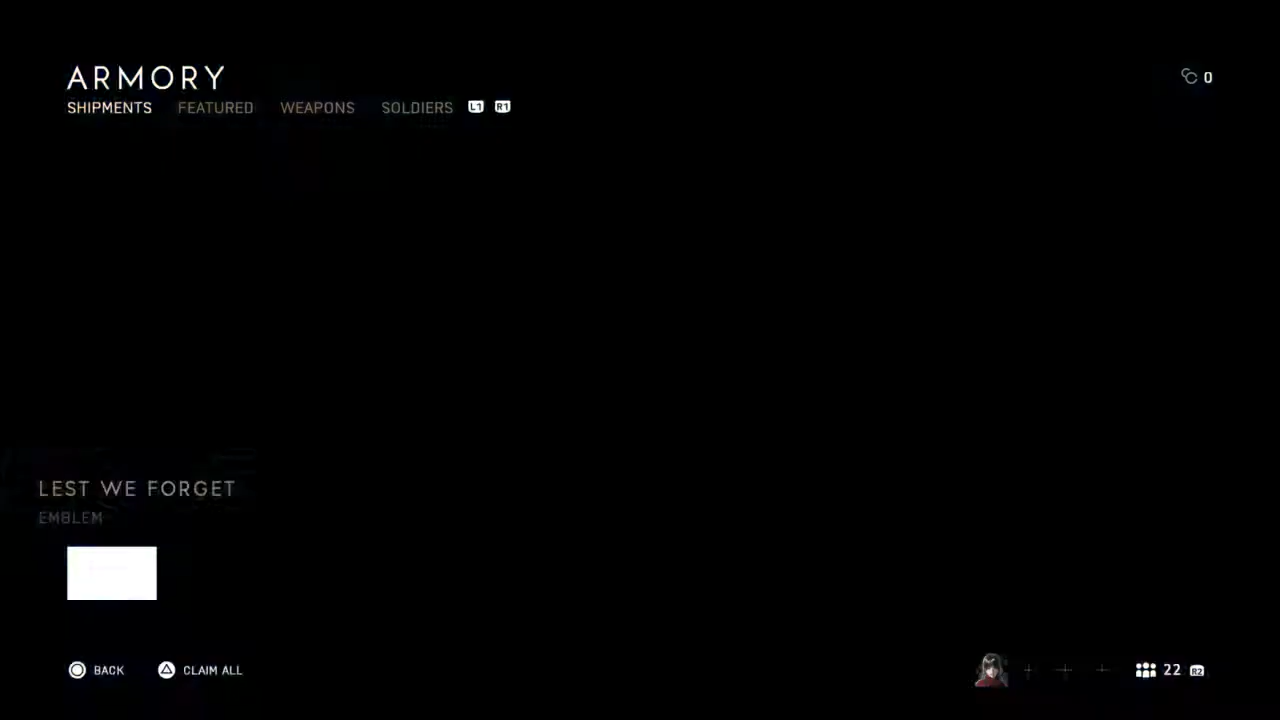 ARMORY
0
SHIPMENTS FEATURED WEAPONS SOLDIERS L1 R1
LEST WE FORGET
EMBLEM
BACK CLAIM ALL
22 R2